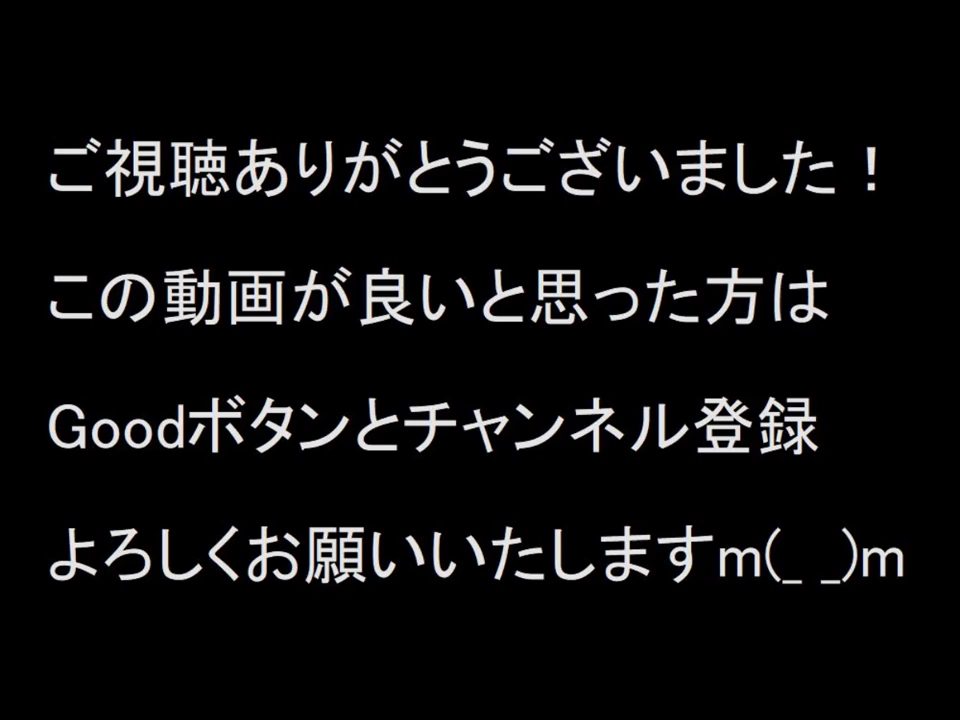 ご視聴ありがとうございました！
この動画が良いと思った方は
Goodボタンとチャンネル登録
よろしくお願いいたしますm(_ _)m